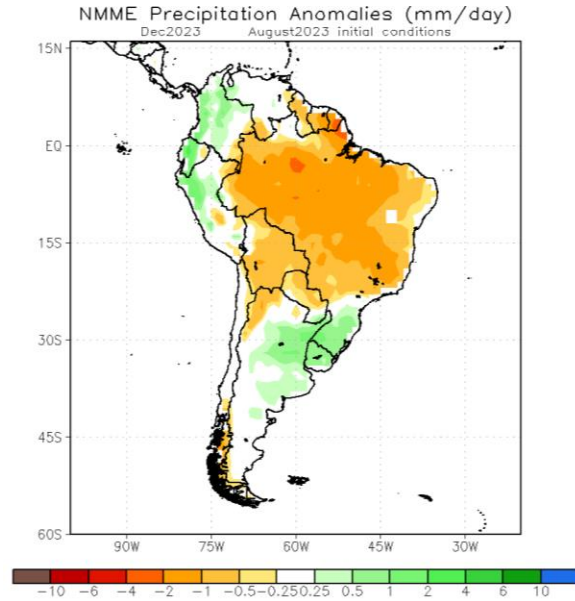 NMME Precipitation Anomalies (mm/day)
Dec2023 August2023 initial conditions
15N
EQ
15S
30S
45S
60S
90W 75W 60W 45W 30W
-10 -6 -4 -2 -1 -0.5 -0.25 0.25 0.5 1 2 4 6 10